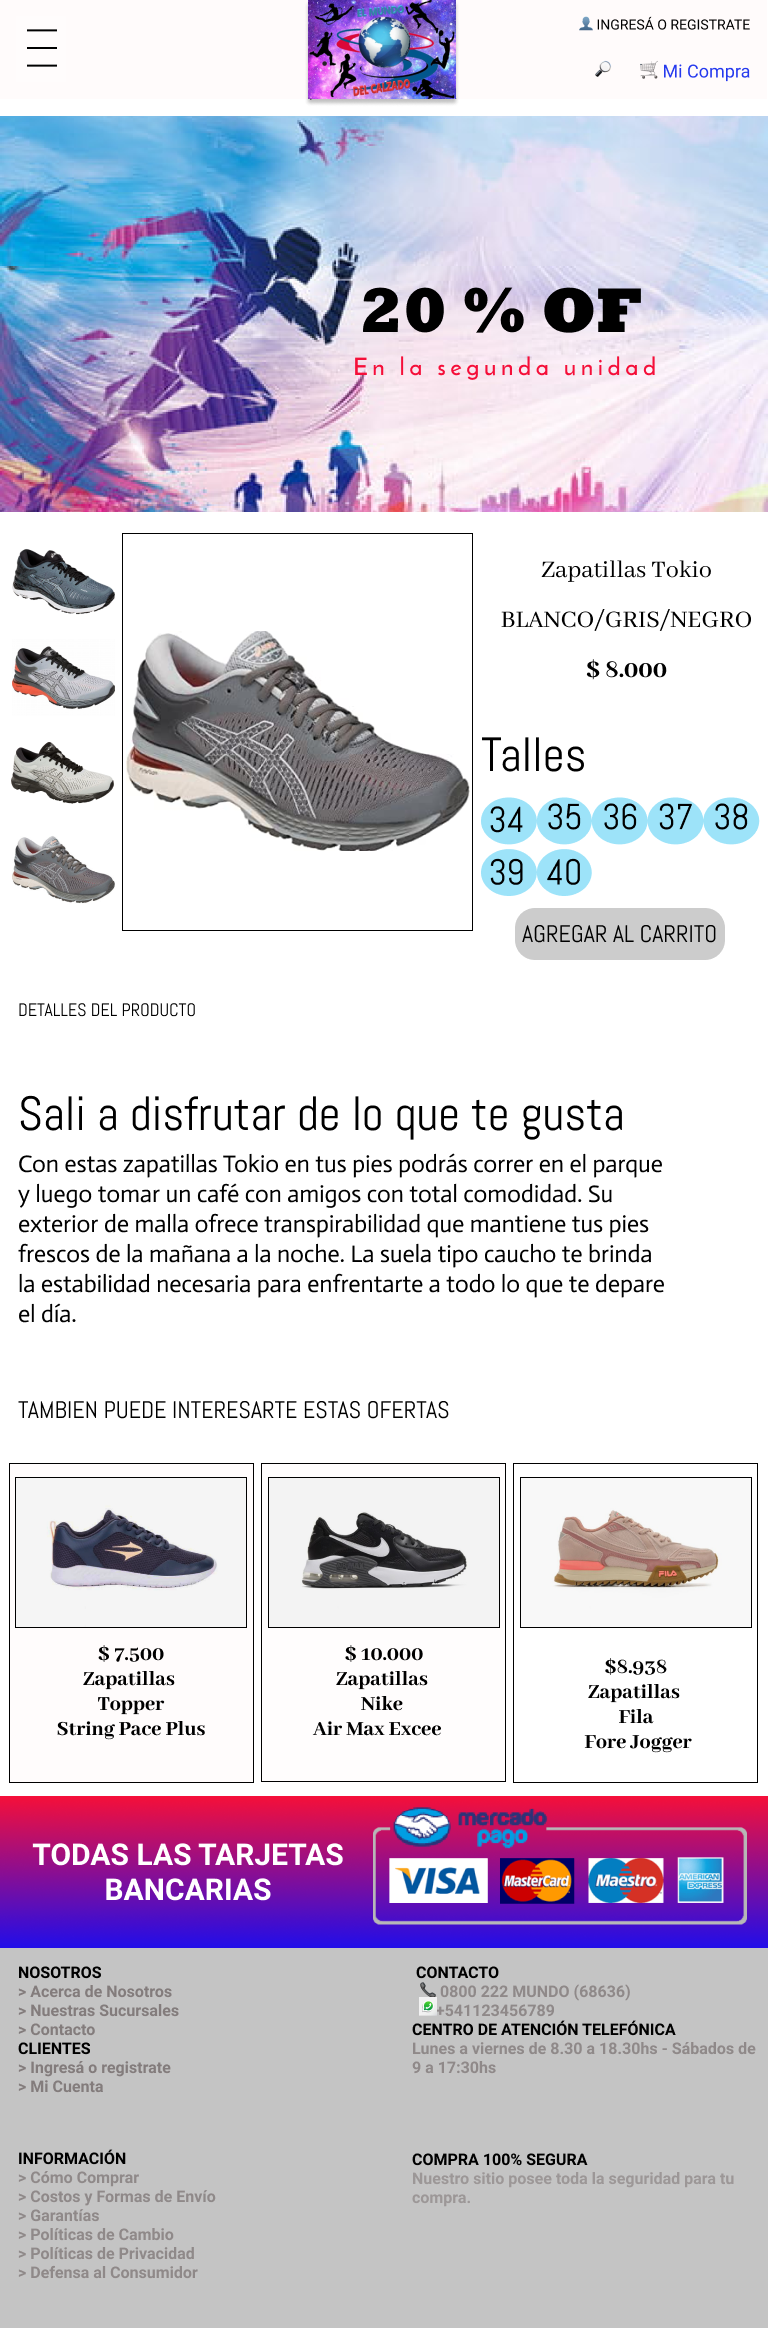 EL MUNDO
DEL CALZADO
INGRESÁ O REGISTRATE
Mi Compra
20 % OF
En la segunda unidad
Zapatillas Tokio
BLANCO/GRIS/NEGRO
$ 8.000
Talles
34 35 36 37 38
39 40
AGREGAR AL CARRITO
DETALLES DEL PRODUCTO
Sali a disfrutar de lo que te gusta
Con estas zapatillas Tokio en tus pies podrás correr en el parque
y luego tomar un café con amigos con total comodidad. Su
exterior de malla ofrece transpirabilidad que mantiene tus pies
frescos de la mañana a la noche. La suela tipo caucho te brinda
la estabilidad necesaria para enfrentarte a todo lo que te depare
el día.
TAMBIEN PUEDE INTERESARTE ESTAS OFERTAS
FILA
$ 7.500
Zapatillas
Topper
String Pace Plus
$ 10.000
Zapatillas
Nike
Air Max Excee
$8.938
Zapatillas
Fila
Fore Jogger
TODAS LAS TARJETAS
BANCARIAS
mercado
pago
VISA
MasterCard
Maestro
AMERICAN
EXPRESS
NOSOTROS
> Acerca de Nosotros
> Nuestras Sucursales
> Contacto
CLIENTES
> Ingresá o registrate
> Mi Cuenta
CONTACTO
0800 222 MUNDO (68636)
+541123456789
CENTRO DE ATENCIÓN TELEFÓNICA
Lunes a viernes de 8.30 a 18.30hs - Sábados de
9 a 17:30hs
INFORMACIÓN
> Cómo Comprar
> Costos y Formas de Envío
> Garantías
> Políticas de Cambio
> Políticas de Privacidad
> Defensa al Consumidor
COMPRA 100% SEGURA
Nuestro sitio posee toda la seguridad para tu
compra.